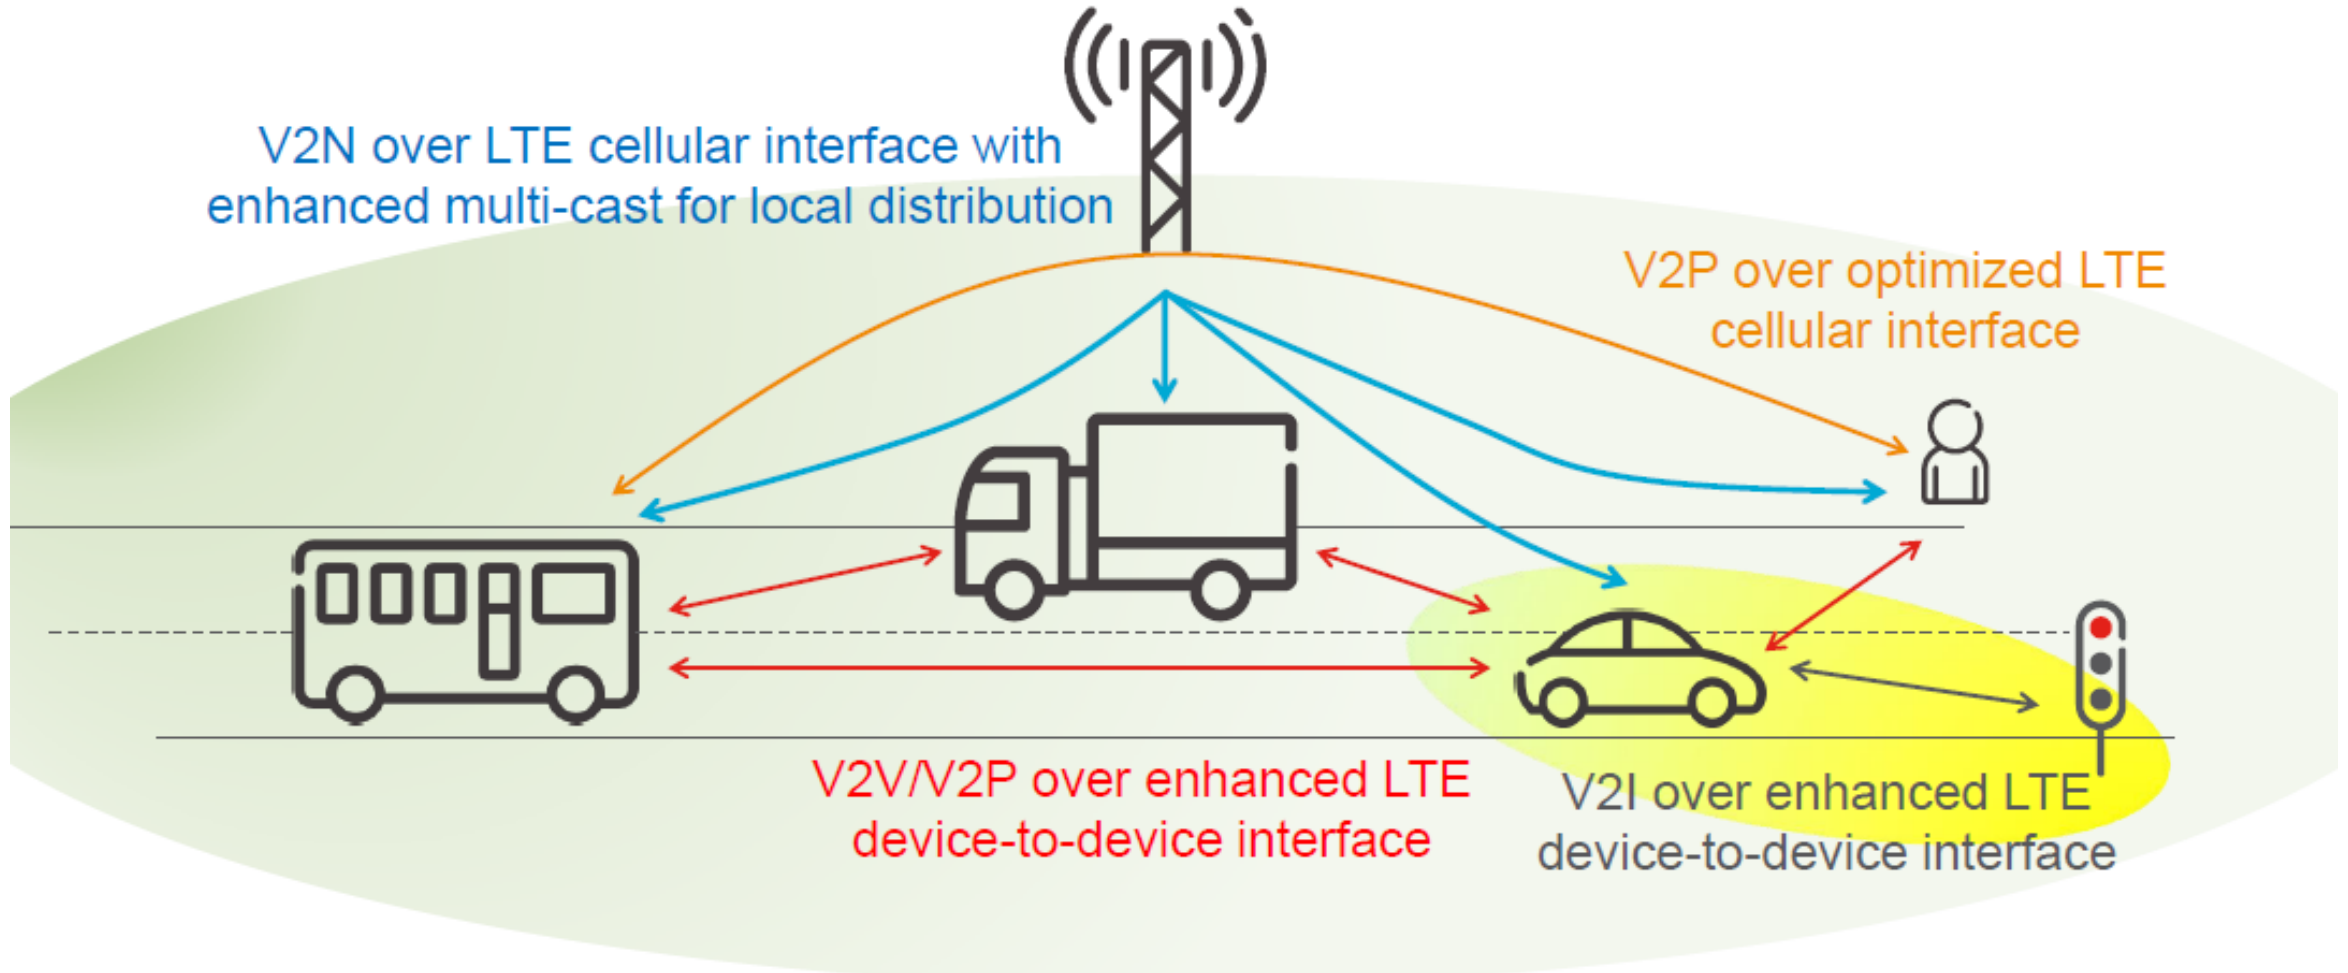 V2N over LTE cellular interface with
enhanced multi-cast for local distribution
V2P over optimized LTE
cellular interface
V2V/V2P over enhanced LTE
device-to-device interface
V2I over enhanced LTE
device-to-device interface